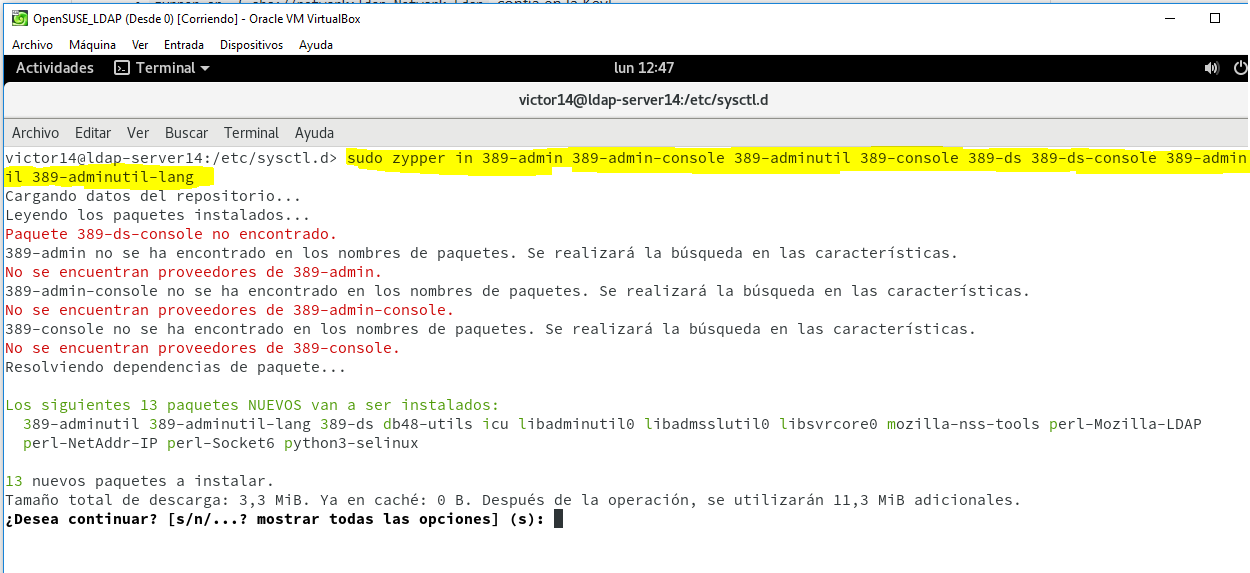 OpenSUSE_LDAP (Desde 0) [Corriendo] - Oracle VM VirtualBox
Archivo Máquina Ver Entrada Dispositivos Ayuda
Actividades Terminal lun 12:47
victor14@ldap-server14:/etc/sysctl.d
Archivo Editar Ver Buscar Terminal Ayuda
victor14@ldap-server14:/etc/sysctl.d> sudo zypper in 389-admin 389-admin-console 389-adminutil 389-console 389-ds 389-ds-console 389-admin
il 389-adminutil-lang
Cargando datos del repositorio...
Leyendo los paquetes instalados...
Paquete 389-ds-console no encontrado.
389-admin no se ha encontrado en los nombres de paquetes. Se realizará la búsqueda en las características.
No se encuentran proveedores de 389-admin.
389-admin-console no se ha encontrado en los nombres de paquetes. Se realizará la búsqueda en las características.
No se encuentran proveedores de 389-admin-console.
389-console no se ha encontrado en los nombres de paquetes. Se realizará la búsqueda en las características.
No se encuentran proveedores de 389-console.
Resolviendo dependencias de paquete...
Los siguientes 13 paquetes NUEVOS van a ser instalados:
389-adminutil 389-adminutil-lang 389-ds db48-utils icu libadminutil0 libadmsslutil0 libsvrcore0 mozilla-nss-tools perl-Mozilla-LDAP
perl-NetAddr-IP perl-Socket6 python3-selinux
13 nuevos paquetes a instalar.
Tamaño total de descarga: 3,3 MiB. Ya en caché: 0 B. Después de la operación, se utilizarán 11,3 MiB adicionales.
¿Desea continuar? [s/n/...? mostrar todas las opciones] (s):